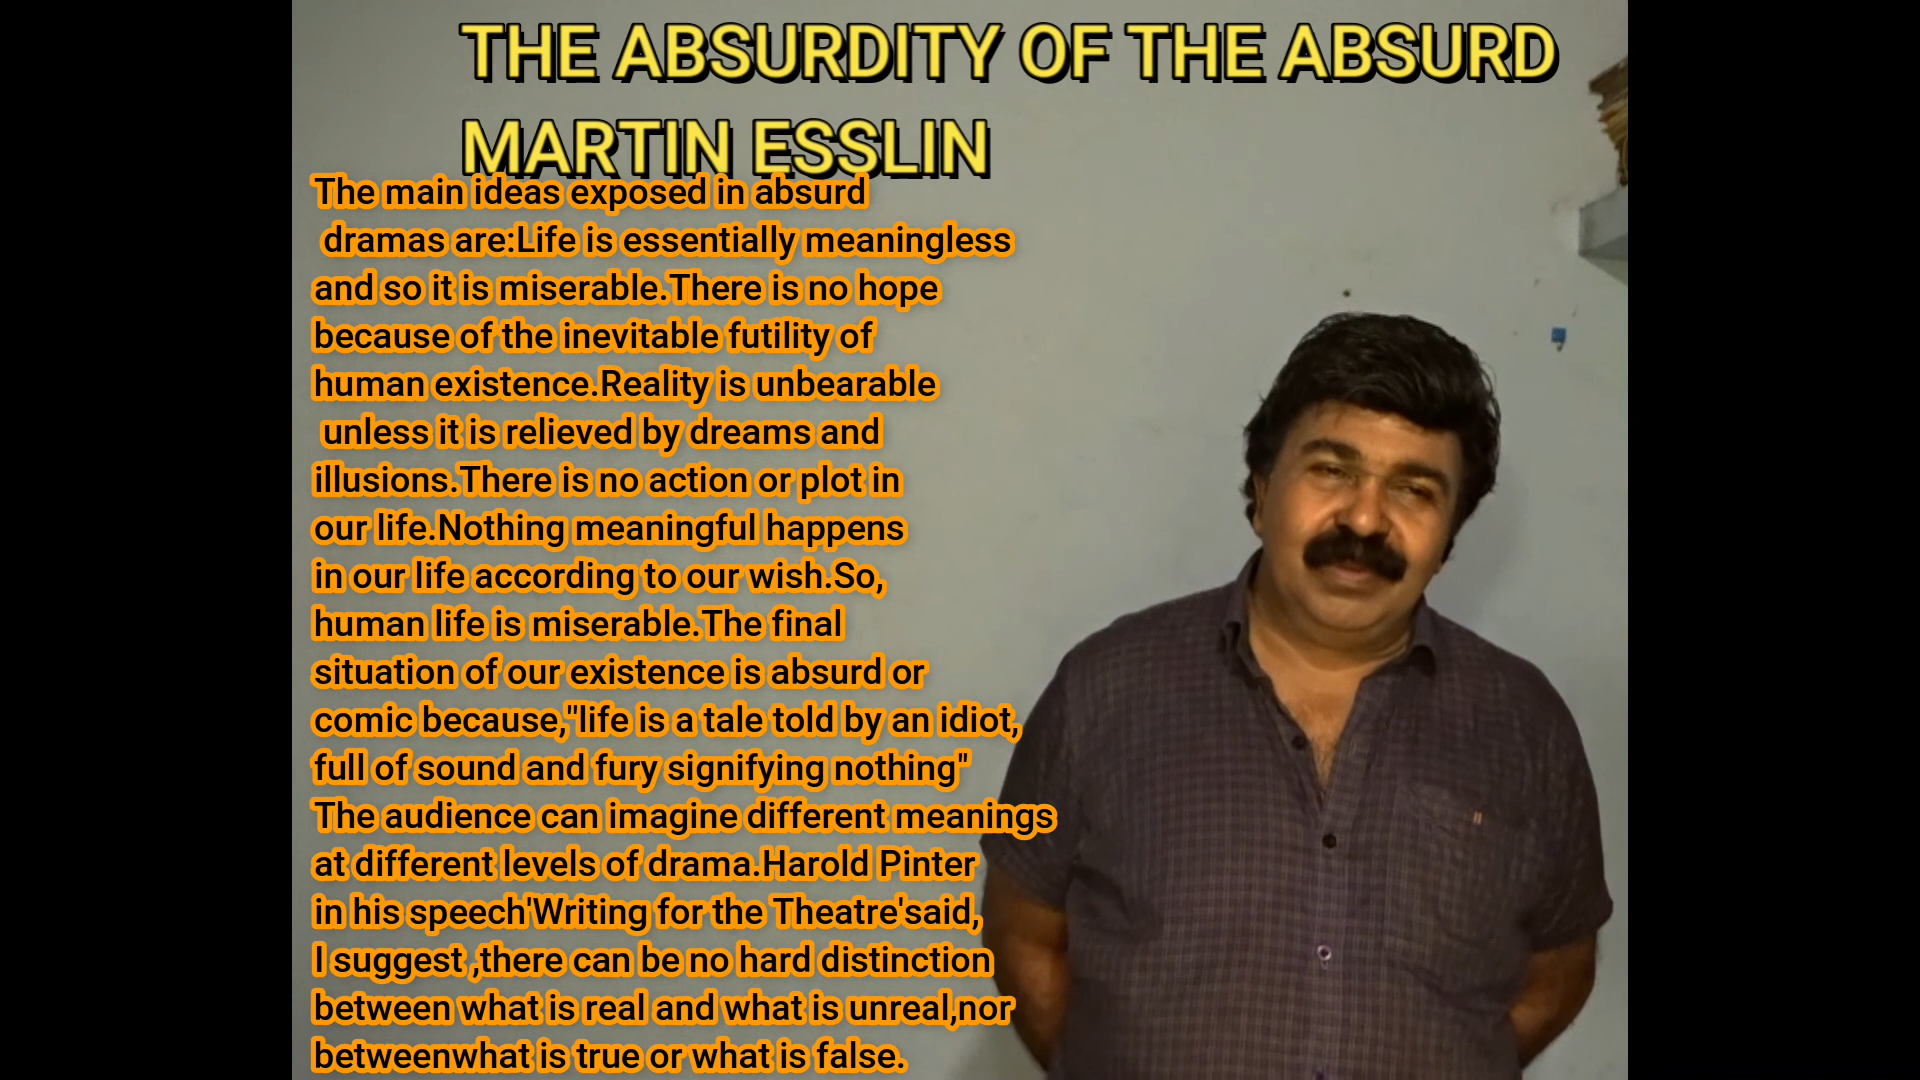 THE ABSURDITY OF THE ABSURD
MARTIN ESSLIN
The main ideas exposed in absurd
dramas are:Life is essentially meaningless
and so it is miserable.There is no hope
because of the inevitable futility of
human existence.Reality is unbearable
unless it is relieved by dreams and
illusions.There is no action or plot in
our life.Nothing meaningful happens
in our life according to our wish.So,
human life is miserable.The final
situation of our existence is absurd or
comic because,"life is a tale told by an idiot,
full of sound and fury signifying nothing"
The audience can imagine different meanings
at different levels of drama.Harold Pinter
in his speech'Writing for the Theatre'said,
I suggest ,there can be no hard distinction
between what is real and what is unreal,nor
betweenwhat is true or what is false.